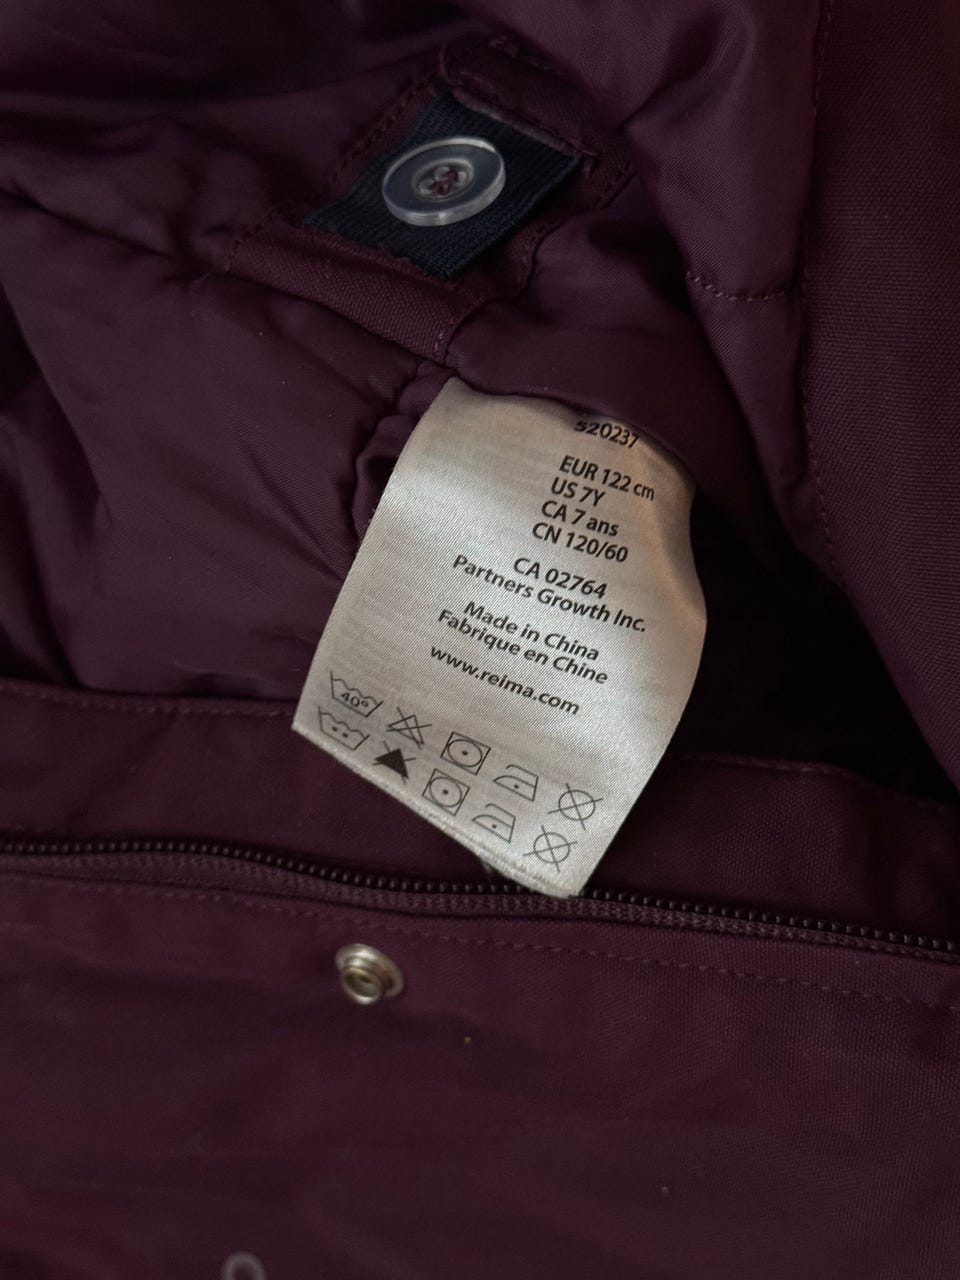 520237
EUR 122 cm
US 7Y
CA 7 ans
CN 120/60
CA 02764
Partners Growth Inc.
Made in China
Fabrique en Chine
www.reima.com
40°